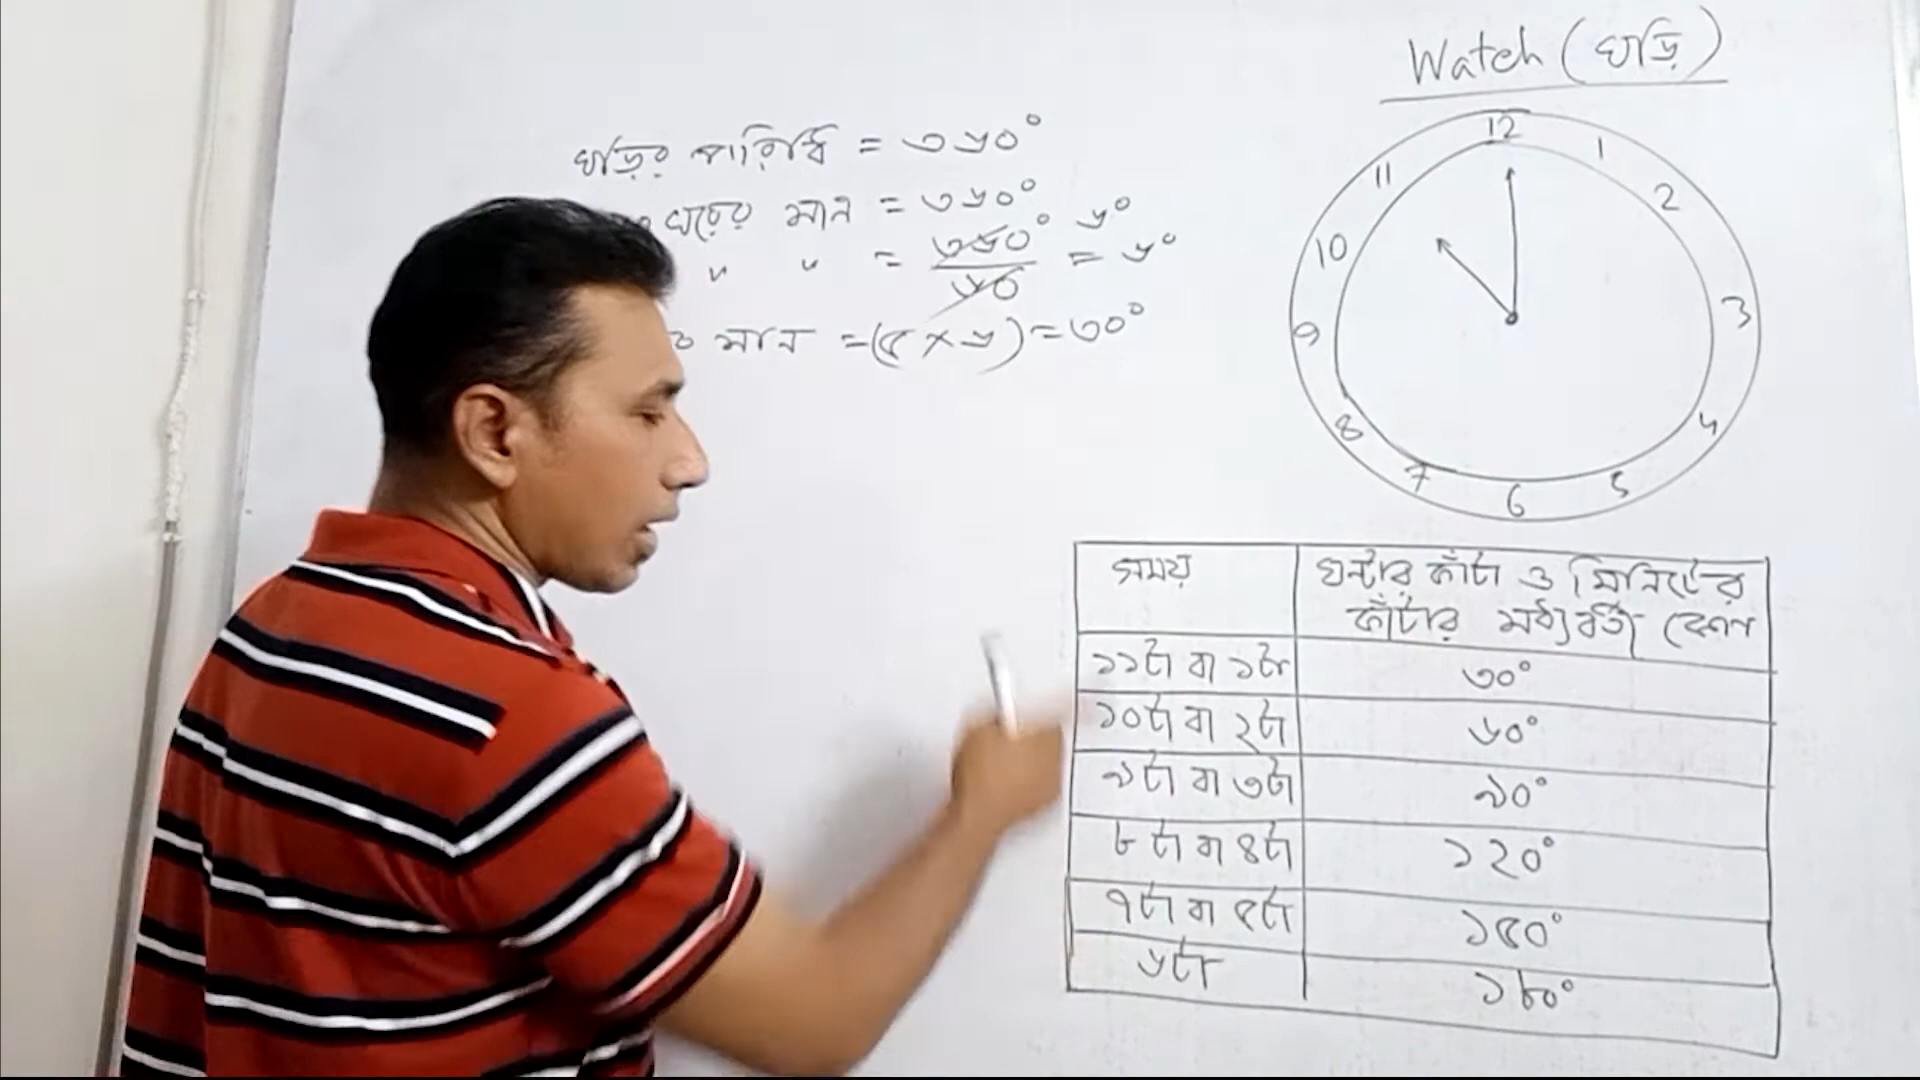 Watch (ঘড়ি)
ঘড়ির পারিধি = ৩৬০°
ঘরের মান = ৩৬০°
" " = ৩৬০° / ৬০ ৬° = ৬°
মান = (৫ × ৬) = ৩০°
12
1
2
3
4
5
6
7
8
9
10
11
সময় ঘন্টার কাঁটা ও মিনিটের কাঁটার মধ্যবর্তী কোণ
১১টা বা ১টা ৩০°
১০টা বা ২টা ৬০°
৯টা বা ৩টা ৯০°
৮টা বা ৪টা ১২০°
৭টা বা ৫টা ১৫০°
৬টা ১৮০°